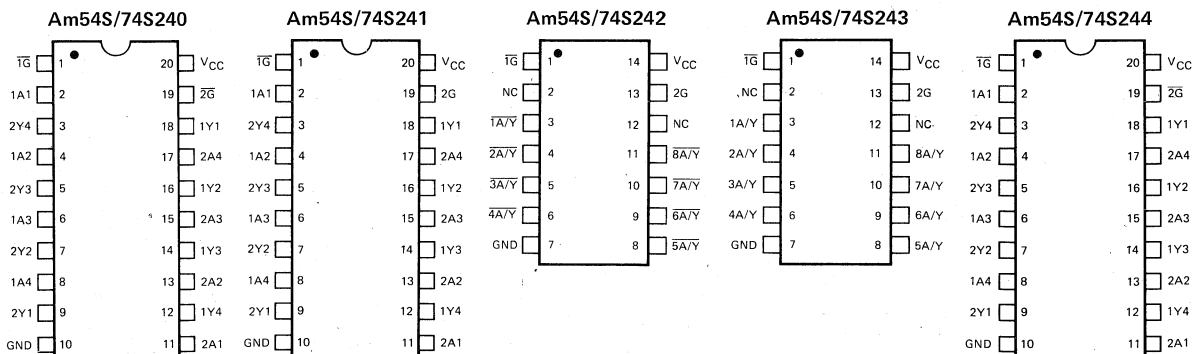 Am54S/74S240 Am54S/74S241 Am54S/74S242 Am54S/74S243 Am54S/74S244
1G 1 20 VCC 1G 1 20 VCC 1G 1 14 VCC 1G 1 14 VCC 1G 1 20 VCC
1A1 2 19 2G 1A1 2 19 2G NC 2 13 2G NC 2 13 2G 1A1 2 19 2G
2Y4 3 18 1Y1 2Y4 3 18 1Y1 1A/Y 3 12 NC 1A/Y 3 12 NC 2Y4 3 18 1Y1
1A2 4 17 2A4 1A2 4 17 2A4 2A/Y 4 11 8A/Y 2A/Y 4 11 8A/Y 1A2 4 17 2A4
2Y3 5 16 1Y2 2Y3 5 16 1Y2 3A/Y 5 10 7A/Y 3A/Y 5 10 7A/Y 2Y3 5 16 1Y2
1A3 6 15 2A3 1A3 6 15 2A3 4A/Y 6 9 6A/Y 4A/Y 6 9 6A/Y 1A3 6 15 2A3
2Y2 7 14 1Y3 2Y2 7 14 1Y3 GND 7 8 5A/Y GND 7 8 5A/Y 2Y2 7 14 1Y3
1A4 8 13 2A2 1A4 8 13 2A2 1A4 8 13 2A2
2Y1 9 12 1Y4 2Y1 9 12 1Y4 2Y1 9 12 1Y4
GND 10 11 2A1 GND 10 11 2A1 GND 10 11 2A1